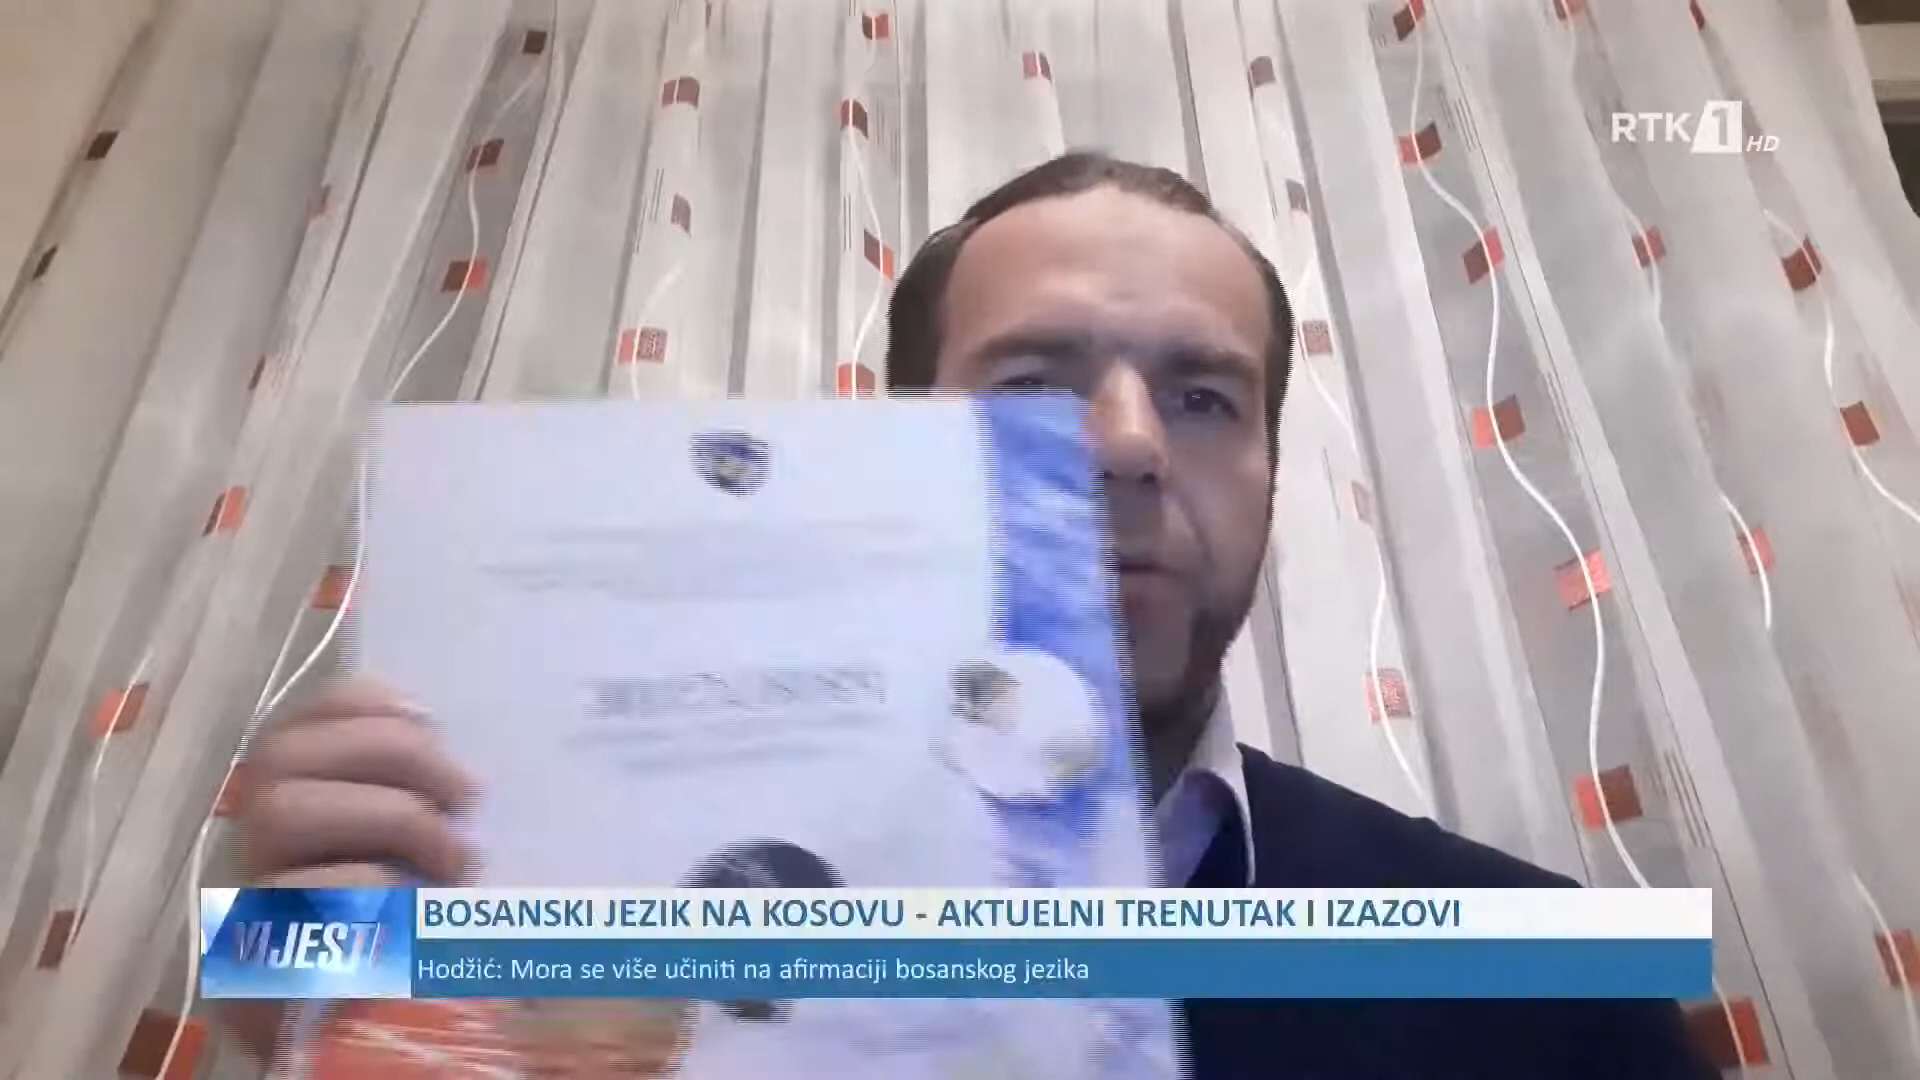 RTK 1 HD
BOSANSKI JEZIK NA KOSOVU - AKTUELNI TRENUTAK I IZAZOVI
VIJESTI
Hodžić: Mora se više učiniti na afirmaciji bosanskog jezika